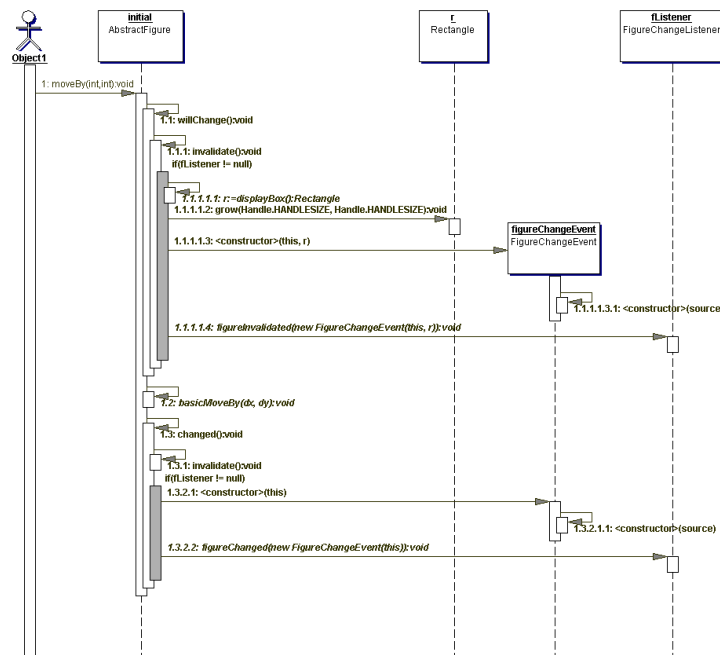 initial
AbstractFigure
r
Rectangle
fListener
FigureChangeListener
Object1
1: moveBy(int,int):void
1.1: willChange():void
1.1.1: invalidate():void
if(fListener != null)
1.1.1.1.1: r:=displayBox():Rectangle
1.1.1.1.2: grow(Handle.HANDLESIZE, Handle.HANDLESIZE):void
figureChangeEvent
FigureChangeEvent
1.1.1.1.3: <constructor>(this, r)
1.1.1.1.3.1: <constructor>(source
1.1.1.1.4: figureInvalidated(new FigureChangeEvent(this, r)):void
1.2: basicMoveBy(dx, dy):void
1.3: changed():void
1.3.1: invalidate():void
if(fListener != null)
1.3.2.1: <constructor>(this)
1.3.2.1.1: <constructor>(source)
1.3.2.2: figureChanged(new FigureChangeEvent(this)):void